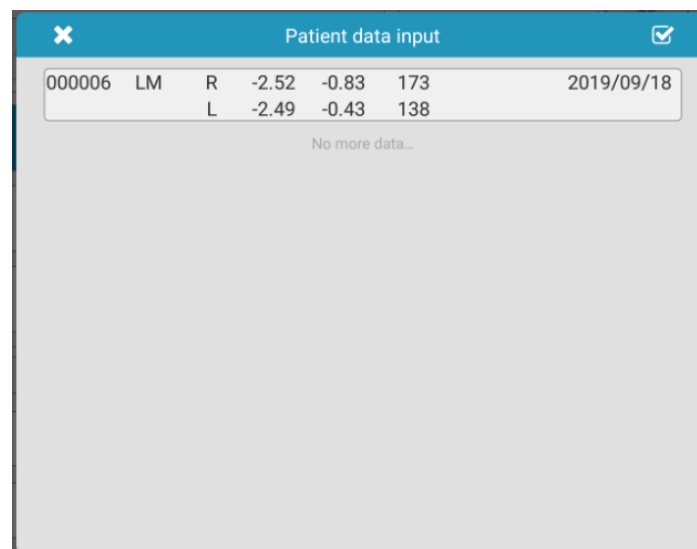 Patient data input
000006 LM R -2.52 -0.83 173 2019/09/18
L -2.49 -0.43 138
No more data...